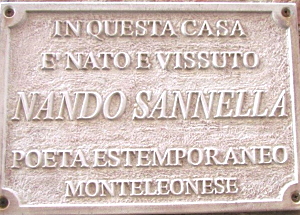 IN QUESTA CASA
E' NATO E VISSUTO
NANDO SANNELLA
POETA ESTEMPORANEO
MONTELEONESE